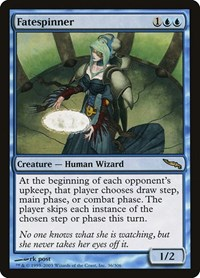 Fatespinner
Creature — Human Wizard
At the beginning of each opponent's
upkeep, that player chooses draw step,
main phase, or combat phase. The
player skips each instance of the
chosen step or phase this turn.
No one knows what she is watching, but
she never takes her eyes off it.
rk post
1/2